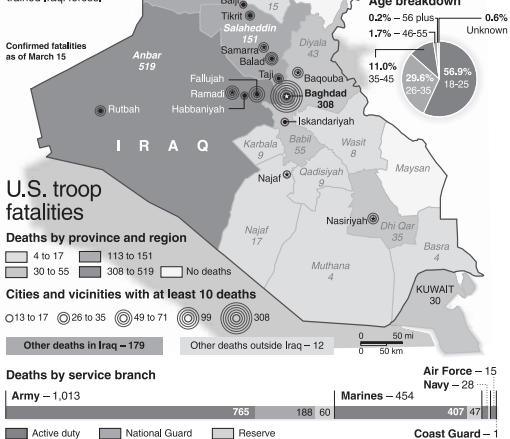 trained Iraqi forces.
Baiji
15
Tikrit
Salaheddin
151
Samarra
Balad
Diyala
43
Confirmed fatalities
as of March 15
Anbar
519
Taji
Fallujah
Baqouba
Ramadi
Baghdad
308
Habbaniyah
Rutbah
Iskandariyah
I R A Q
Karbala
9
Babil
55
Wasit
8
Maysan
Najaf
Qadisiyah
9
Nasiriyah
Dhi Qar
35
Najaf
17
Basra
4
Muthana
4
KUWAIT
30
Age breakdown
0.2% – 56 plus
0.6%
Unknown
1.7% – 46-55
11.0%
35-45
29.6%
26-35
56.9%
18-25
U.S. troop
fatalities
Deaths by province and region
4 to 17
113 to 151
30 to 55
308 to 519
No deaths
Cities and vicinities with at least 10 deaths
13 to 17
26 to 35
49 to 71
99
308
Other deaths in Iraq – 179
Other deaths outside Iraq – 12
0 50 mi
0 50 km
Deaths by service branch
Air Force – 15
Navy – 28
Army – 1,013
Marines – 454
765
188
60
407
47
Active duty
National Guard
Reserve
Coast Guard – 1